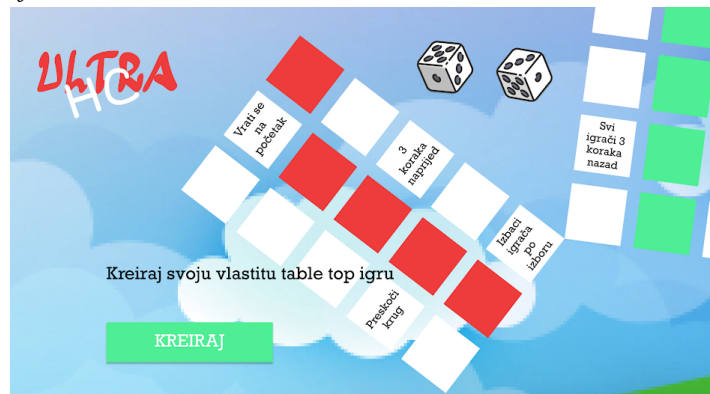 ULTRA
HC
Vrati se
na
početak
3
koraka
naprijed
Izbaci
igrača
po
izboru
Svi
igrači 3
koraka
nazad
Kreiraj svoju vlastitu table top igru
Preskoči
krug
KREIRAJ